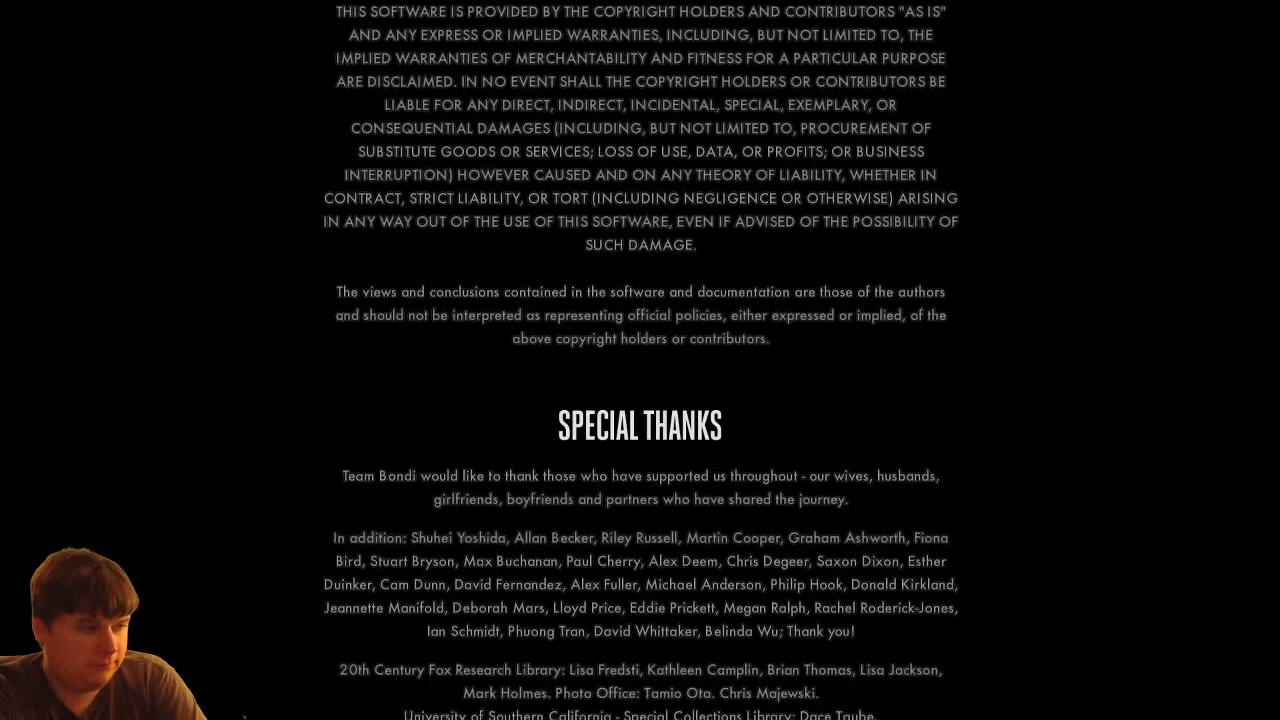 THIS SOFTWARE IS PROVIDED BY THE COPYRIGHT HOLDERS AND CONTRIBUTORS "AS IS"
AND ANY EXPRESS OR IMPLIED WARRANTIES, INCLUDING, BUT NOT LIMITED TO, THE
IMPLIED WARRANTIES OF MERCHANTABILITY AND FITNESS FOR A PARTICULAR PURPOSE
ARE DISCLAIMED. IN NO EVENT SHALL THE COPYRIGHT HOLDERS OR CONTRIBUTORS BE
LIABLE FOR ANY DIRECT, INDIRECT, INCIDENTAL, SPECIAL, EXEMPLARY, OR
CONSEQUENTIAL DAMAGES (INCLUDING, BUT NOT LIMITED TO, PROCUREMENT OF
SUBSTITUTE GOODS OR SERVICES; LOSS OF USE, DATA, OR PROFITS; OR BUSINESS
INTERRUPTION) HOWEVER CAUSED AND ON ANY THEORY OF LIABILITY, WHETHER IN
CONTRACT, STRICT LIABILITY, OR TORT (INCLUDING NEGLIGENCE OR OTHERWISE) ARISING
IN ANY WAY OUT OF THE USE OF THIS SOFTWARE, EVEN IF ADVISED OF THE POSSIBILITY OF
SUCH DAMAGE.
The views and conclusions contained in the software and documentation are those of the authors
and should not be interpreted as representing official policies, either expressed or implied, of the
above copyright holders or contributors.
SPECIAL THANKS
Team Bondi would like to thank those who have supported us throughout - our wives, husbands,
girlfriends, boyfriends and partners who have shared the journey.
In addition: Shuhei Yoshida, Allan Becker, Riley Russell, Martin Cooper, Graham Ashworth, Fiona
Bird, Stuart Bryson, Max Buchanan, Paul Cherry, Alex Deem, Chris Degeer, Saxon Dixon, Esther
Duinker, Cam Dunn, David Fernandez, Alex Fuller, Michael Anderson, Philip Hook, Donald Kirkland,
Jeannette Manifold, Deborah Mars, Lloyd Price, Eddie Prickett, Megan Ralph, Rachel Roderick-Jones,
Ian Schmidt, Phuong Tran, David Whittaker, Belinda Wu; Thank you!
20th Century Fox Research Library: Lisa Fredsti, Kathleen Camplin, Brian Thomas, Lisa Jackson,
Mark Holmes. Photo Office: Tamio Ota. Chris Majewski.
University of Southern California - Special Collections Library: Dace Taube.